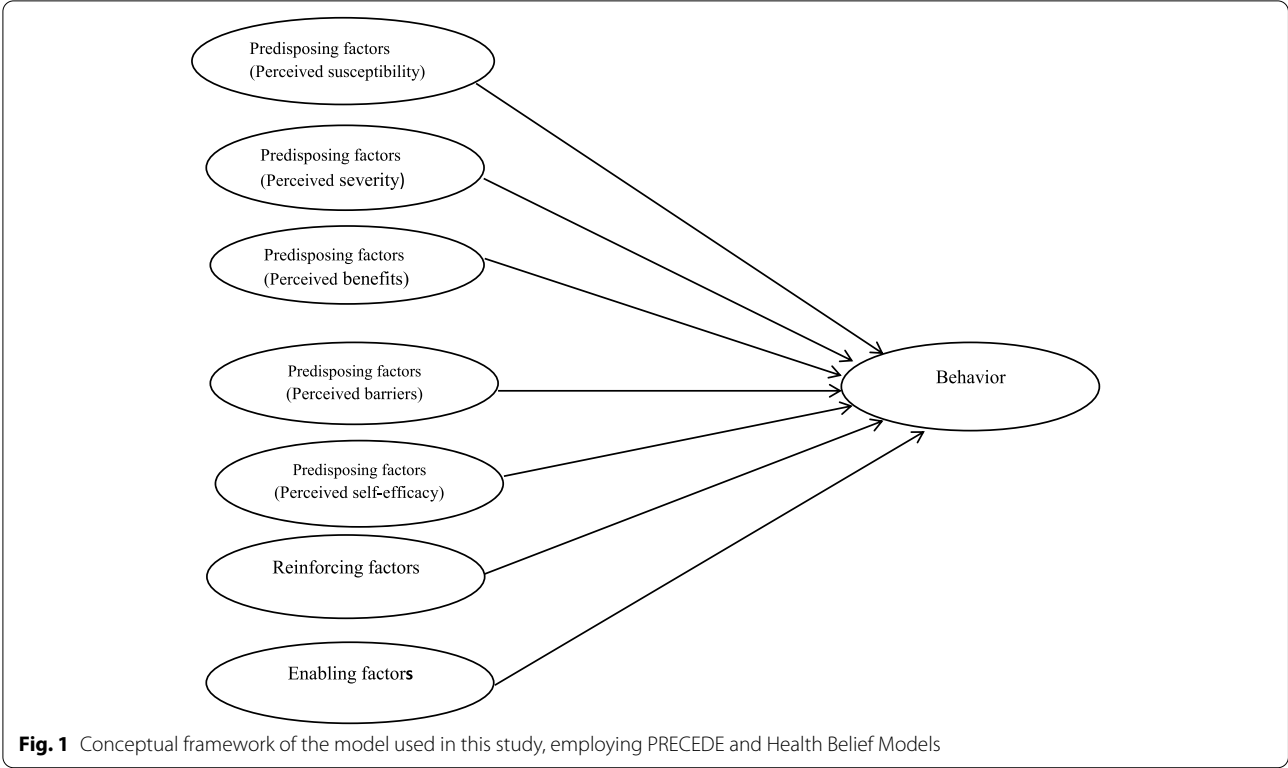 Predisposing factors
(Perceived susceptibility)
Predisposing factors
(Perceived severity)
Predisposing factors
(Perceived benefits)
Predisposing factors
(Perceived barriers)
Behavior
Predisposing factors
(Perceived self-efficacy)
Reinforcing factors
Enabling factors
Fig. 1 Conceptual framework of the model used in this study, employing PRECEDE and Health Belief Models